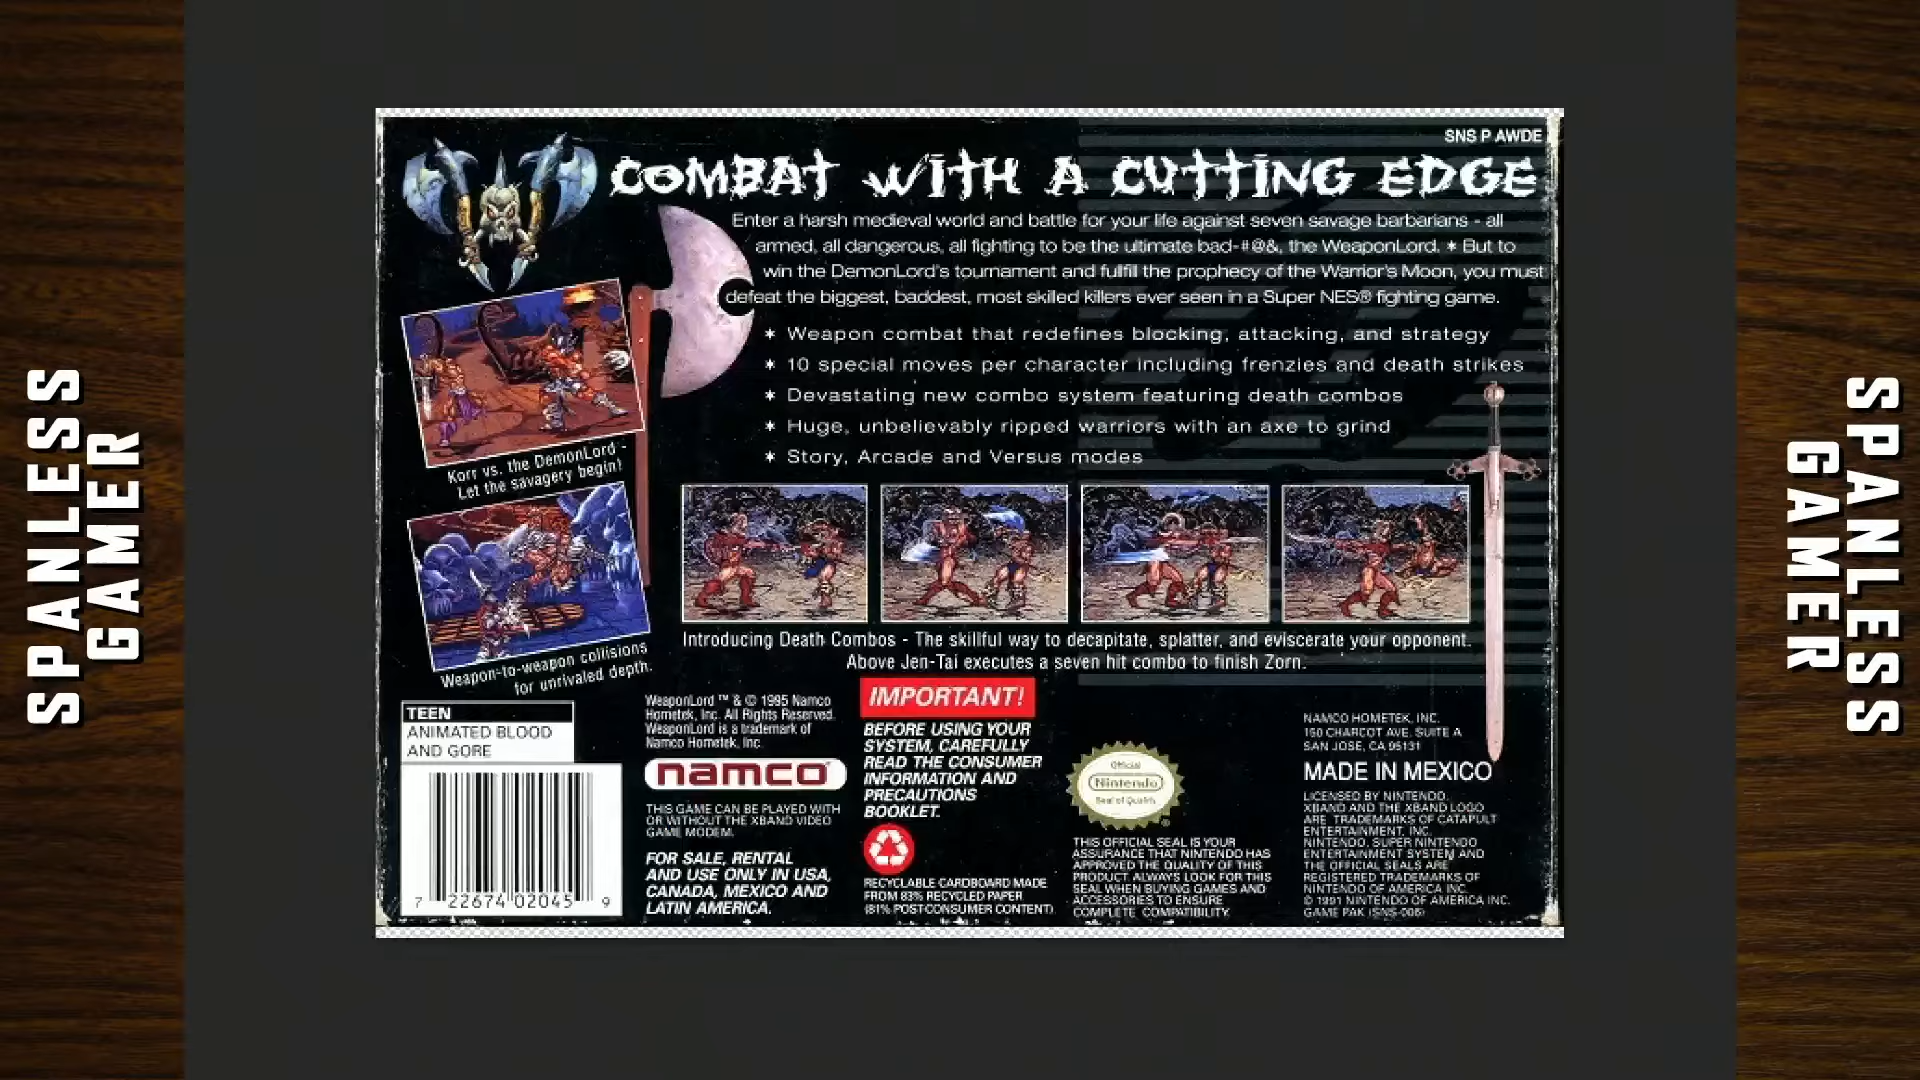 SPANLESS
GAMER
SNS P AWDE
COMBAT WITH A CUTTING EDGE
Enter a harsh medieval world and battle for your life against seven savage barbarians - all
armed, all dangerous, all fighting to be the ultimate bad-#@&, the WeaponLord. * But to
win the DemonLord's tournament and fulfill the prophecy of the Warrior's Moon, you must
defeat the biggest, baddest, most skilled killers ever seen in a Super NES® fighting game.
* Weapon combat that redefines blocking, attacking, and strategy
* 10 special moves per character including frenzies and death strikes
* Devastating new combo system featuring death combos
* Huge, unbelievably ripped warriors with an axe to grind
* Story, Arcade and Versus modes
Korr vs. the DemonLord -
Let the savagery begin!
Weapon-to-weapon collisions
for unrivaled depth.
Introducing Death Combos - The skillful way to decapitate, splatter, and eviscerate your opponent.
Above Jen-Tai executes a seven hit combo to finish Zorn.
TEEN
ANIMATED BLOOD
AND GORE
7 22674 02045 9
WeaponLord ™ & © 1995 Namco
Hometek, Inc. All Rights Reserved.
WeaponLord is a trademark of
Namco Hometek, Inc.
namco
THIS GAME CAN BE PLAYED WITH
OR WITHOUT THE XBAND VIDEO
GAME MODEM.
FOR SALE, RENTAL
AND USE ONLY IN USA,
CANADA, MEXICO AND
LATIN AMERICA.
IMPORTANT!
BEFORE USING YOUR
SYSTEM, CAREFULLY
READ THE CONSUMER
INFORMATION AND
PRECAUTIONS
BOOKLET.
RECYCLABLE CARDBOARD MADE
FROM 83% RECYCLED PAPER
(81% POST-CONSUMER CONTENT)
Official
Nintendo
Seal of Quality
®
THIS OFFICIAL SEAL IS YOUR
ASSURANCE THAT NINTENDO HAS
APPROVED THE QUALITY OF THIS
PRODUCT. ALWAYS LOOK FOR THIS
SEAL WHEN BUYING GAMES AND
ACCESSORIES TO ENSURE
COMPLETE COMPATIBILITY.
NAMCO HOMETEK, INC.
150 CHARCOT AVE. SUITE A
SAN JOSE, CA 95131
MADE IN MEXICO
LICENSED BY NINTENDO.
XBAND AND THE XBAND LOGO
ARE TRADEMARKS OF CATAPULT
ENTERTAINMENT, INC.
NINTENDO, SUPER NINTENDO
ENTERTAINMENT SYSTEM AND
THE OFFICIAL SEALS ARE
REGISTERED TRADEMARKS OF
NINTENDO OF AMERICA INC.
© 1991 NINTENDO OF AMERICA INC.
GAME PAK (SNS-006)
SPANLESS
GAMER